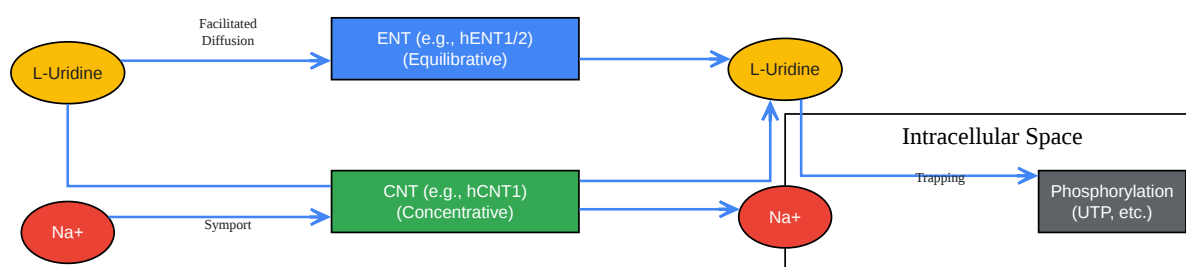 Facilitated
Diffusion
L-Uridine
ENT (e.g., hENT1/2)
(Equilibrative)
L-Uridine
Intracellular Space
Na+
Symport
CNT (e.g., hCNT1)
(Concentrative)
Na+
Trapping
Phosphorylation
(UTP, etc.)